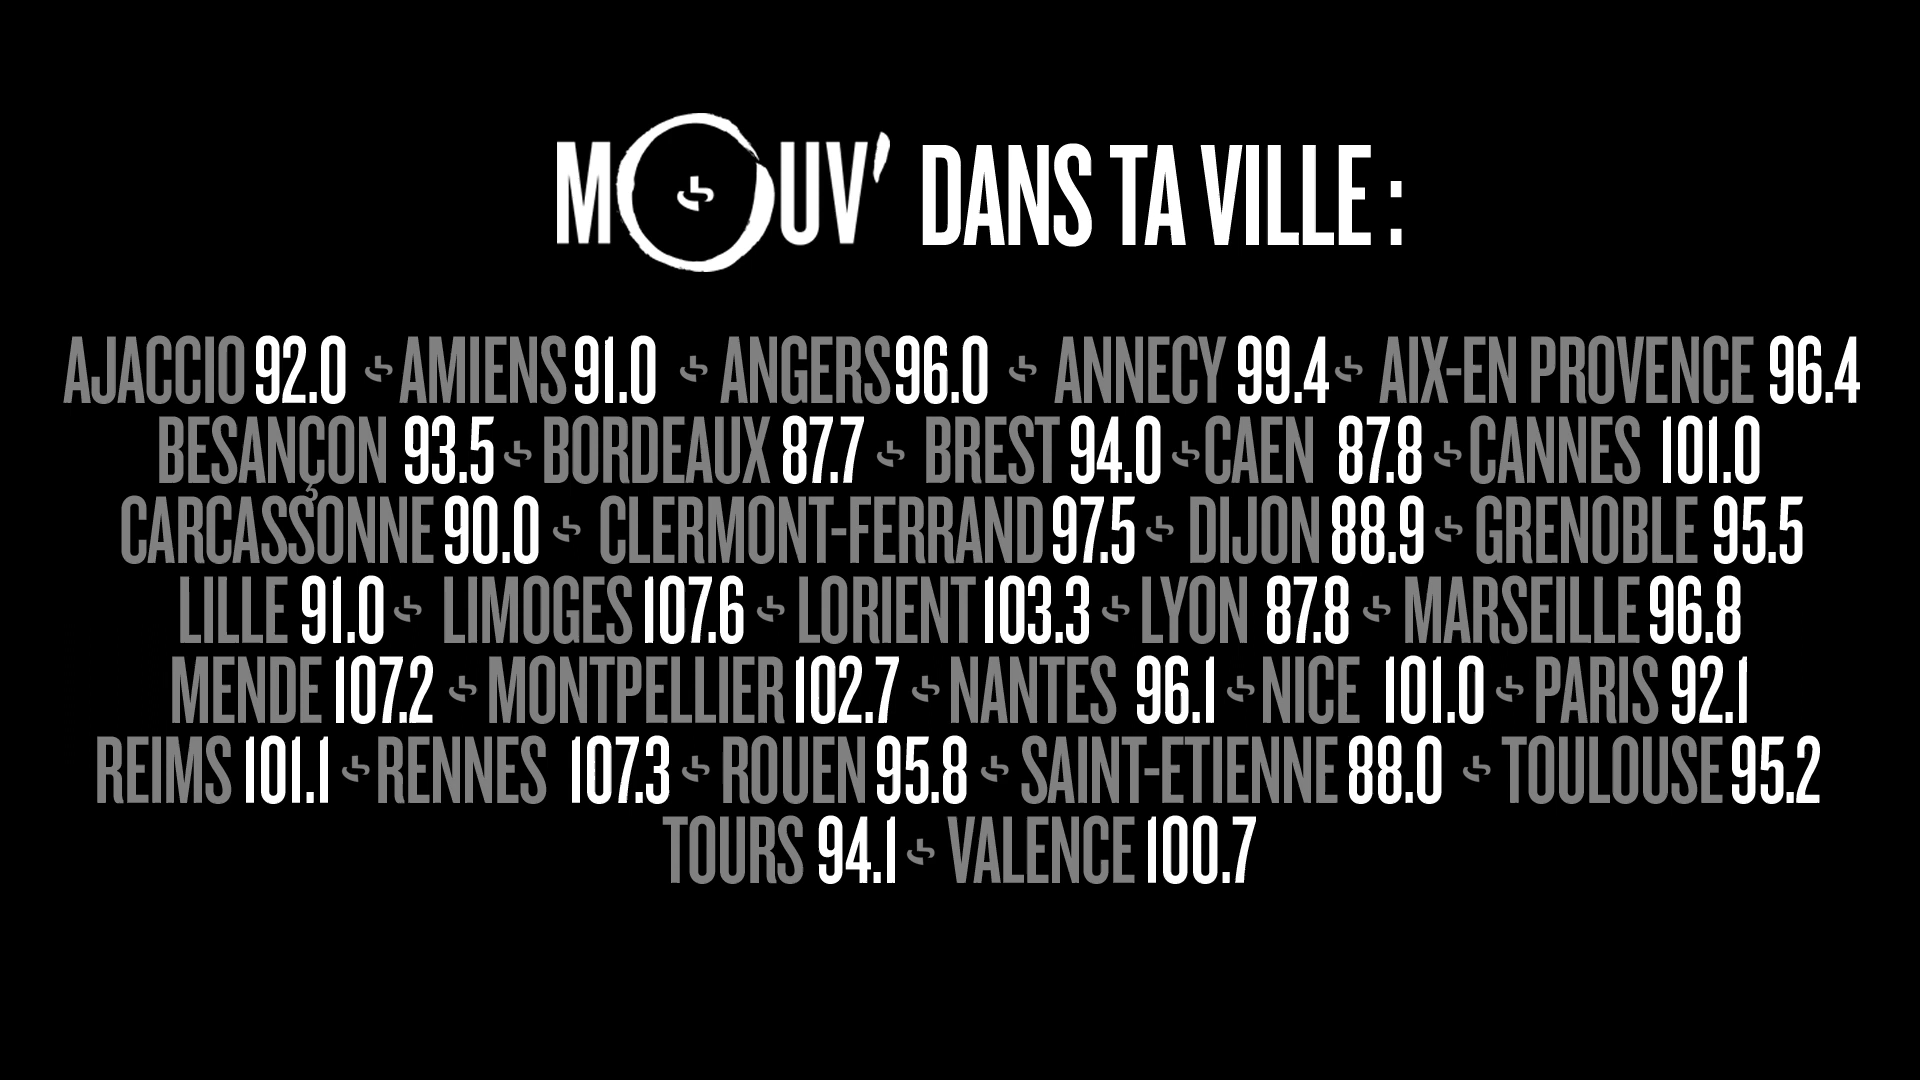 MOUV' DANS TA VILLE :
AJACCIO 92.0 AMIENS 91.0 ANGERS 96.0 ANNECY 99.4 AIX-EN PROVENCE 96.4
BESANÇON 93.5 BORDEAUX 87.7 BREST 94.0 CAEN 87.8 CANNES 101.0
CARCASSONNE 90.0 CLERMONT-FERRAND 97.5 DIJON 88.9 GRENOBLE 95.5
LILLE 91.0 LIMOGES 107.6 LORIENT 103.3 LYON 87.8 MARSEILLE 96.8
MENDE 107.2 MONTPELLIER 102.7 NANTES 96.1 NICE 101.0 PARIS 92.1
REIMS 101.1 RENNES 107.3 ROUEN 95.8 SAINT-ETIENNE 88.0 TOULOUSE 95.2
TOURS 94.1 VALENCE 100.7